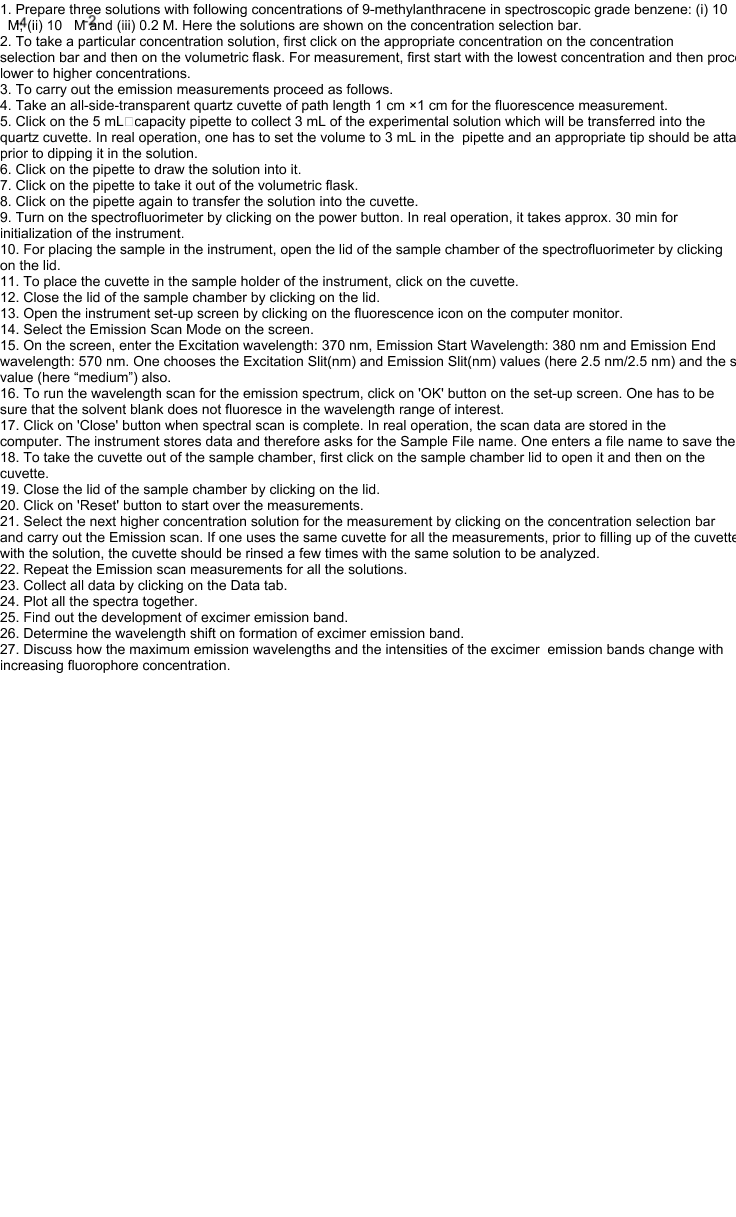 1. Prepare three solutions with following concentrations of 9-methylanthracene in spectroscopic grade benzene: (i) 10
-4 M, (ii) 10 -2 M and (iii) 0.2 M. Here the solutions are shown on the concentration selection bar.
2. To take a particular concentration solution, first click on the appropriate concentration on the concentration
selection bar and then on the volumetric flask. For measurement, first start with the lowest concentration and then proc
lower to higher concentrations.
3. To carry out the emission measurements proceed as follows.
4. Take an all-side-transparent quartz cuvette of path length 1 cm ×1 cm for the fluorescence measurement.
5. Click on the 5 mL□capacity pipette to collect 3 mL of the experimental solution which will be transferred into the
quartz cuvette. In real operation, one has to set the volume to 3 mL in the pipette and an appropriate tip should be atta
prior to dipping it in the solution.
6. Click on the pipette to draw the solution into it.
7. Click on the pipette to take it out of the volumetric flask.
8. Click on the pipette again to transfer the solution into the cuvette.
9. Turn on the spectrofluorimeter by clicking on the power button. In real operation, it takes approx. 30 min for
initialization of the instrument.
10. For placing the sample in the instrument, open the lid of the sample chamber of the spectrofluorimeter by clicking
on the lid.
11. To place the cuvette in the sample holder of the instrument, click on the cuvette.
12. Close the lid of the sample chamber by clicking on the lid.
13. Open the instrument set-up screen by clicking on the fluorescence icon on the computer monitor.
14. Select the Emission Scan Mode on the screen.
15. On the screen, enter the Excitation wavelength: 370 nm, Emission Start Wavelength: 380 nm and Emission End
wavelength: 570 nm. One chooses the Excitation Slit(nm) and Emission Slit(nm) values (here 2.5 nm/2.5 nm) and the s
value (here “medium”) also.
16. To run the wavelength scan for the emission spectrum, click on 'OK' button on the set-up screen. One has to be
sure that the solvent blank does not fluoresce in the wavelength range of interest.
17. Click on 'Close' button when spectral scan is complete. In real operation, the scan data are stored in the
computer. The instrument stores data and therefore asks for the Sample File name. One enters a file name to save the
18. To take the cuvette out of the sample chamber, first click on the sample chamber lid to open it and then on the
cuvette.
19. Close the lid of the sample chamber by clicking on the lid.
20. Click on 'Reset' button to start over the measurements.
21. Select the next higher concentration solution for the measurement by clicking on the concentration selection bar
and carry out the Emission scan. If one uses the same cuvette for all the measurements, prior to filling up of the cuvette
with the solution, the cuvette should be rinsed a few times with the same solution to be analyzed.
22. Repeat the Emission scan measurements for all the solutions.
23. Collect all data by clicking on the Data tab.
24. Plot all the spectra together.
25. Find out the development of excimer emission band.
26. Determine the wavelength shift on formation of excimer emission band.
27. Discuss how the maximum emission wavelengths and the intensities of the excimer emission bands change with
increasing fluorophore concentration.